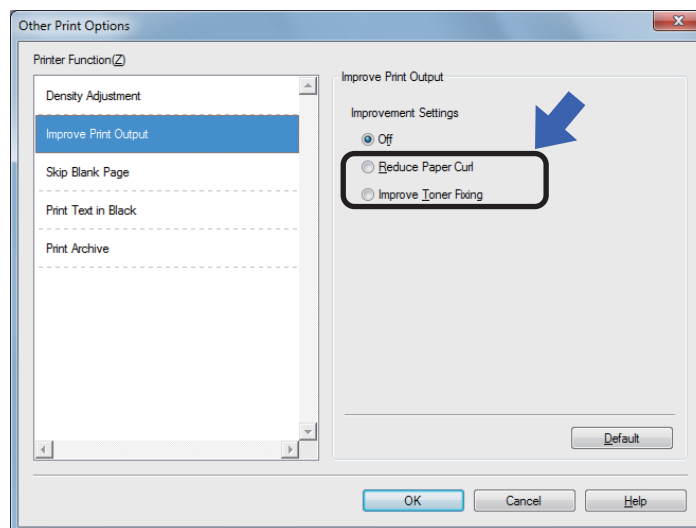 Other Print Options
X
Printer Function(Z)
Density Adjustment
Improve Print Output
Skip Blank Page
Print Text in Black
Print Archive
Improve Print Output
Improvement Settings
Off
Reduce Paper Curl
Improve Toner Fixing
Default
OK
Cancel
Help